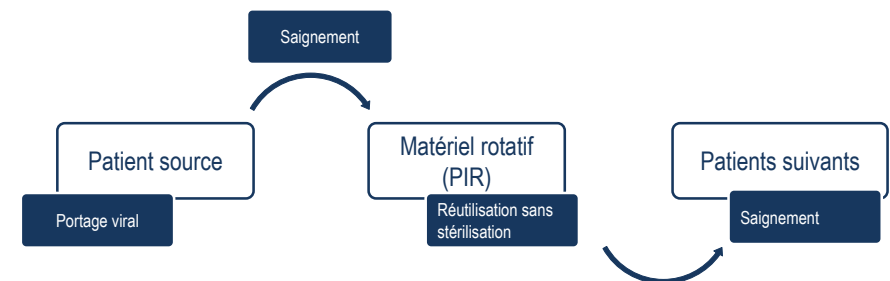 Saignement
Patient source
Portage viral
Matériel rotatif
(PIR)
Réutilisation sans
stérilisation
Patients suivants
Saignement